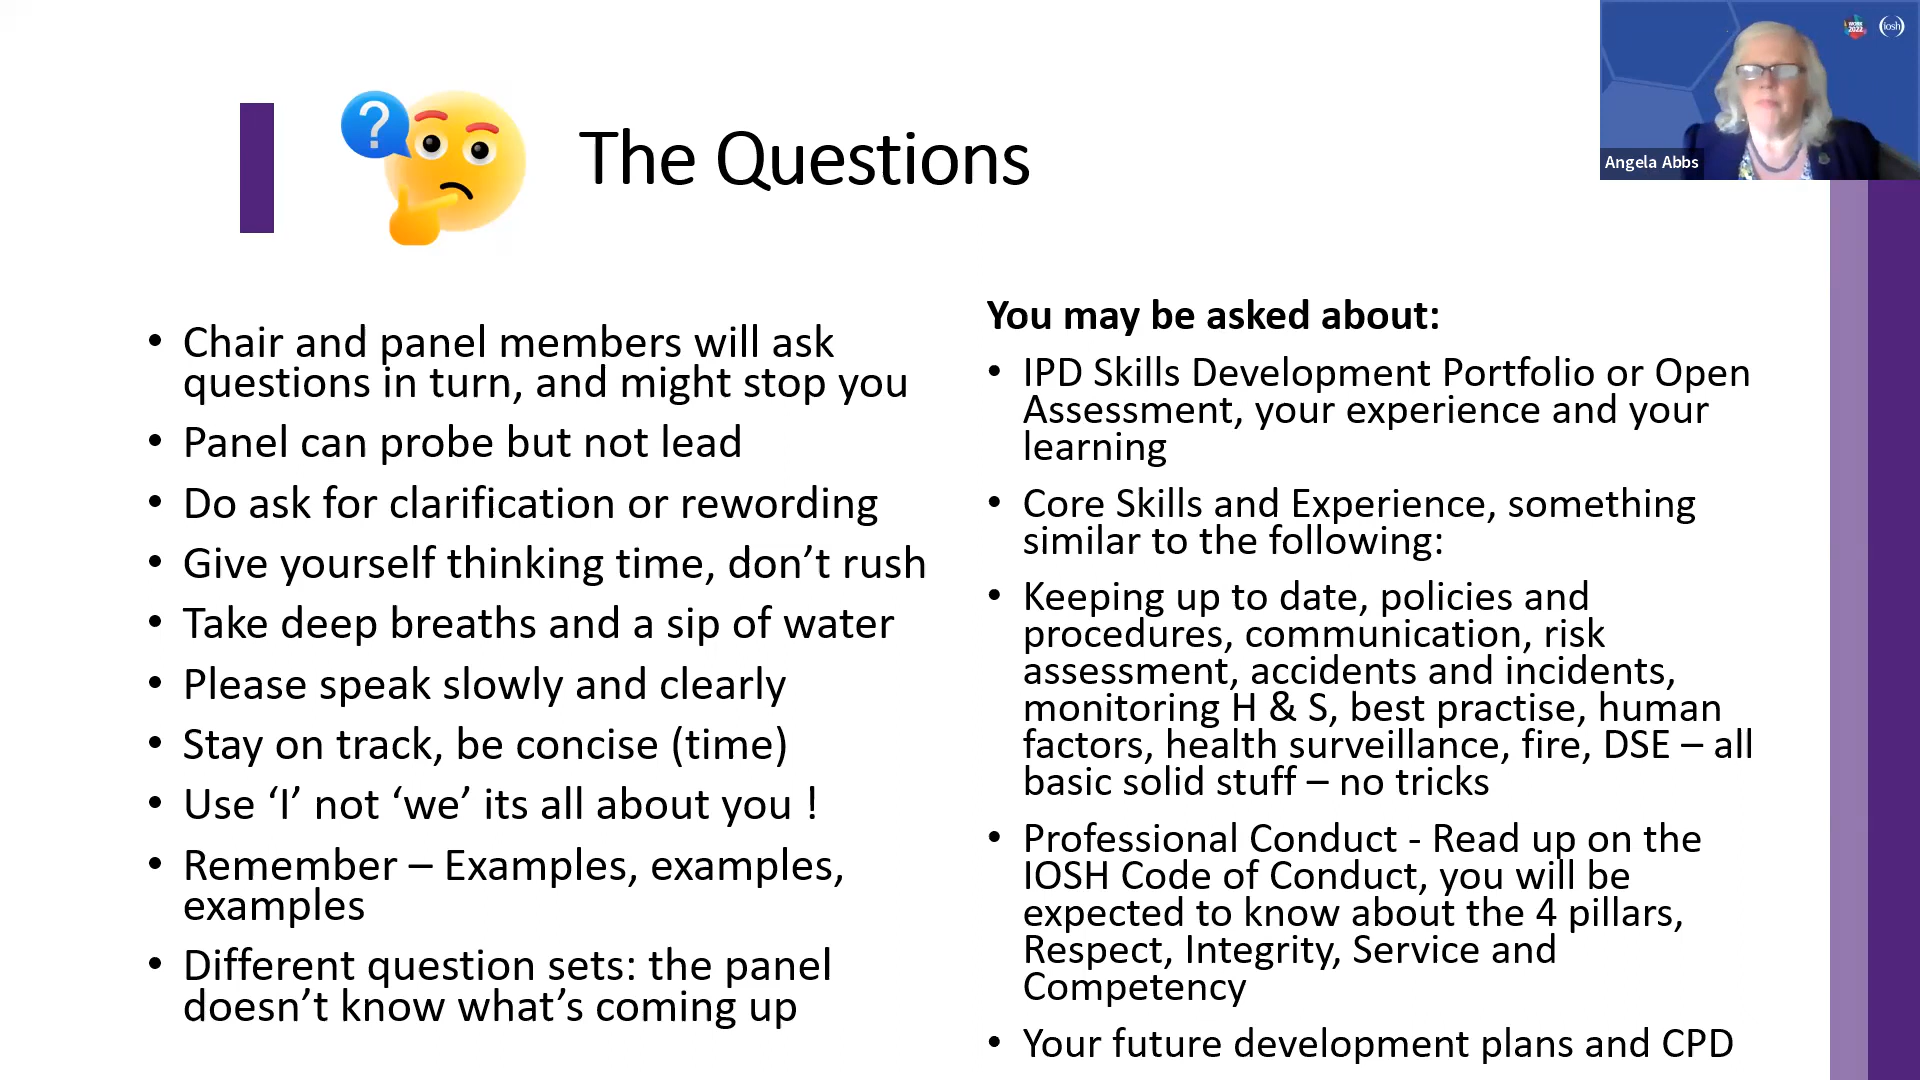 ?
The Questions
WORK
2022
iosh
Angela Abbs
• Chair and panel members will ask
questions in turn, and might stop you
• Panel can probe but not lead
• Do ask for clarification or rewording
• Give yourself thinking time, don’t rush
• Take deep breaths and a sip of water
• Please speak slowly and clearly
• Stay on track, be concise (time)
• Use ‘I’ not ‘we’ its all about you !
• Remember – Examples, examples,
examples
• Different question sets: the panel
doesn’t know what’s coming up
You may be asked about:
• IPD Skills Development Portfolio or Open
Assessment, your experience and your
learning
• Core Skills and Experience, something
similar to the following:
• Keeping up to date, policies and
procedures, communication, risk
assessment, accidents and incidents,
monitoring H & S, best practise, human
factors, health surveillance, fire, DSE – all
basic solid stuff – no tricks
• Professional Conduct - Read up on the
IOSH Code of Conduct, you will be
expected to know about the 4 pillars,
Respect, Integrity, Service and
Competency
• Your future development plans and CPD